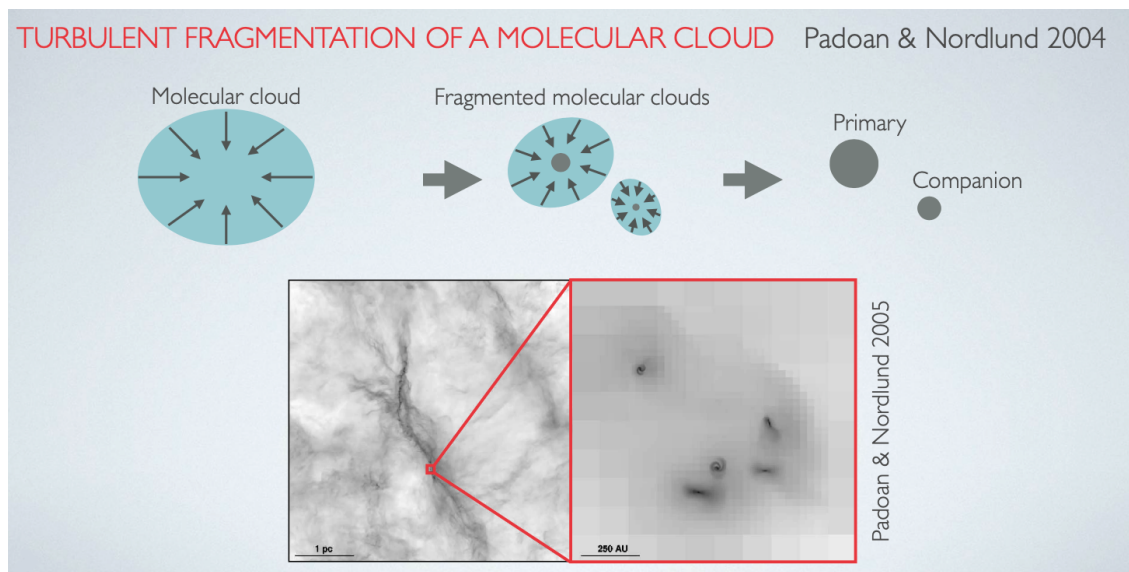 TURBULENT FRAGMENTATION OF A MOLECULAR CLOUD Padoan & Nordlund 2004
Molecular cloud
Fragmented molecular clouds
Primary
Companion
Padoan & Nordlund 2005
1 pc
250 AU